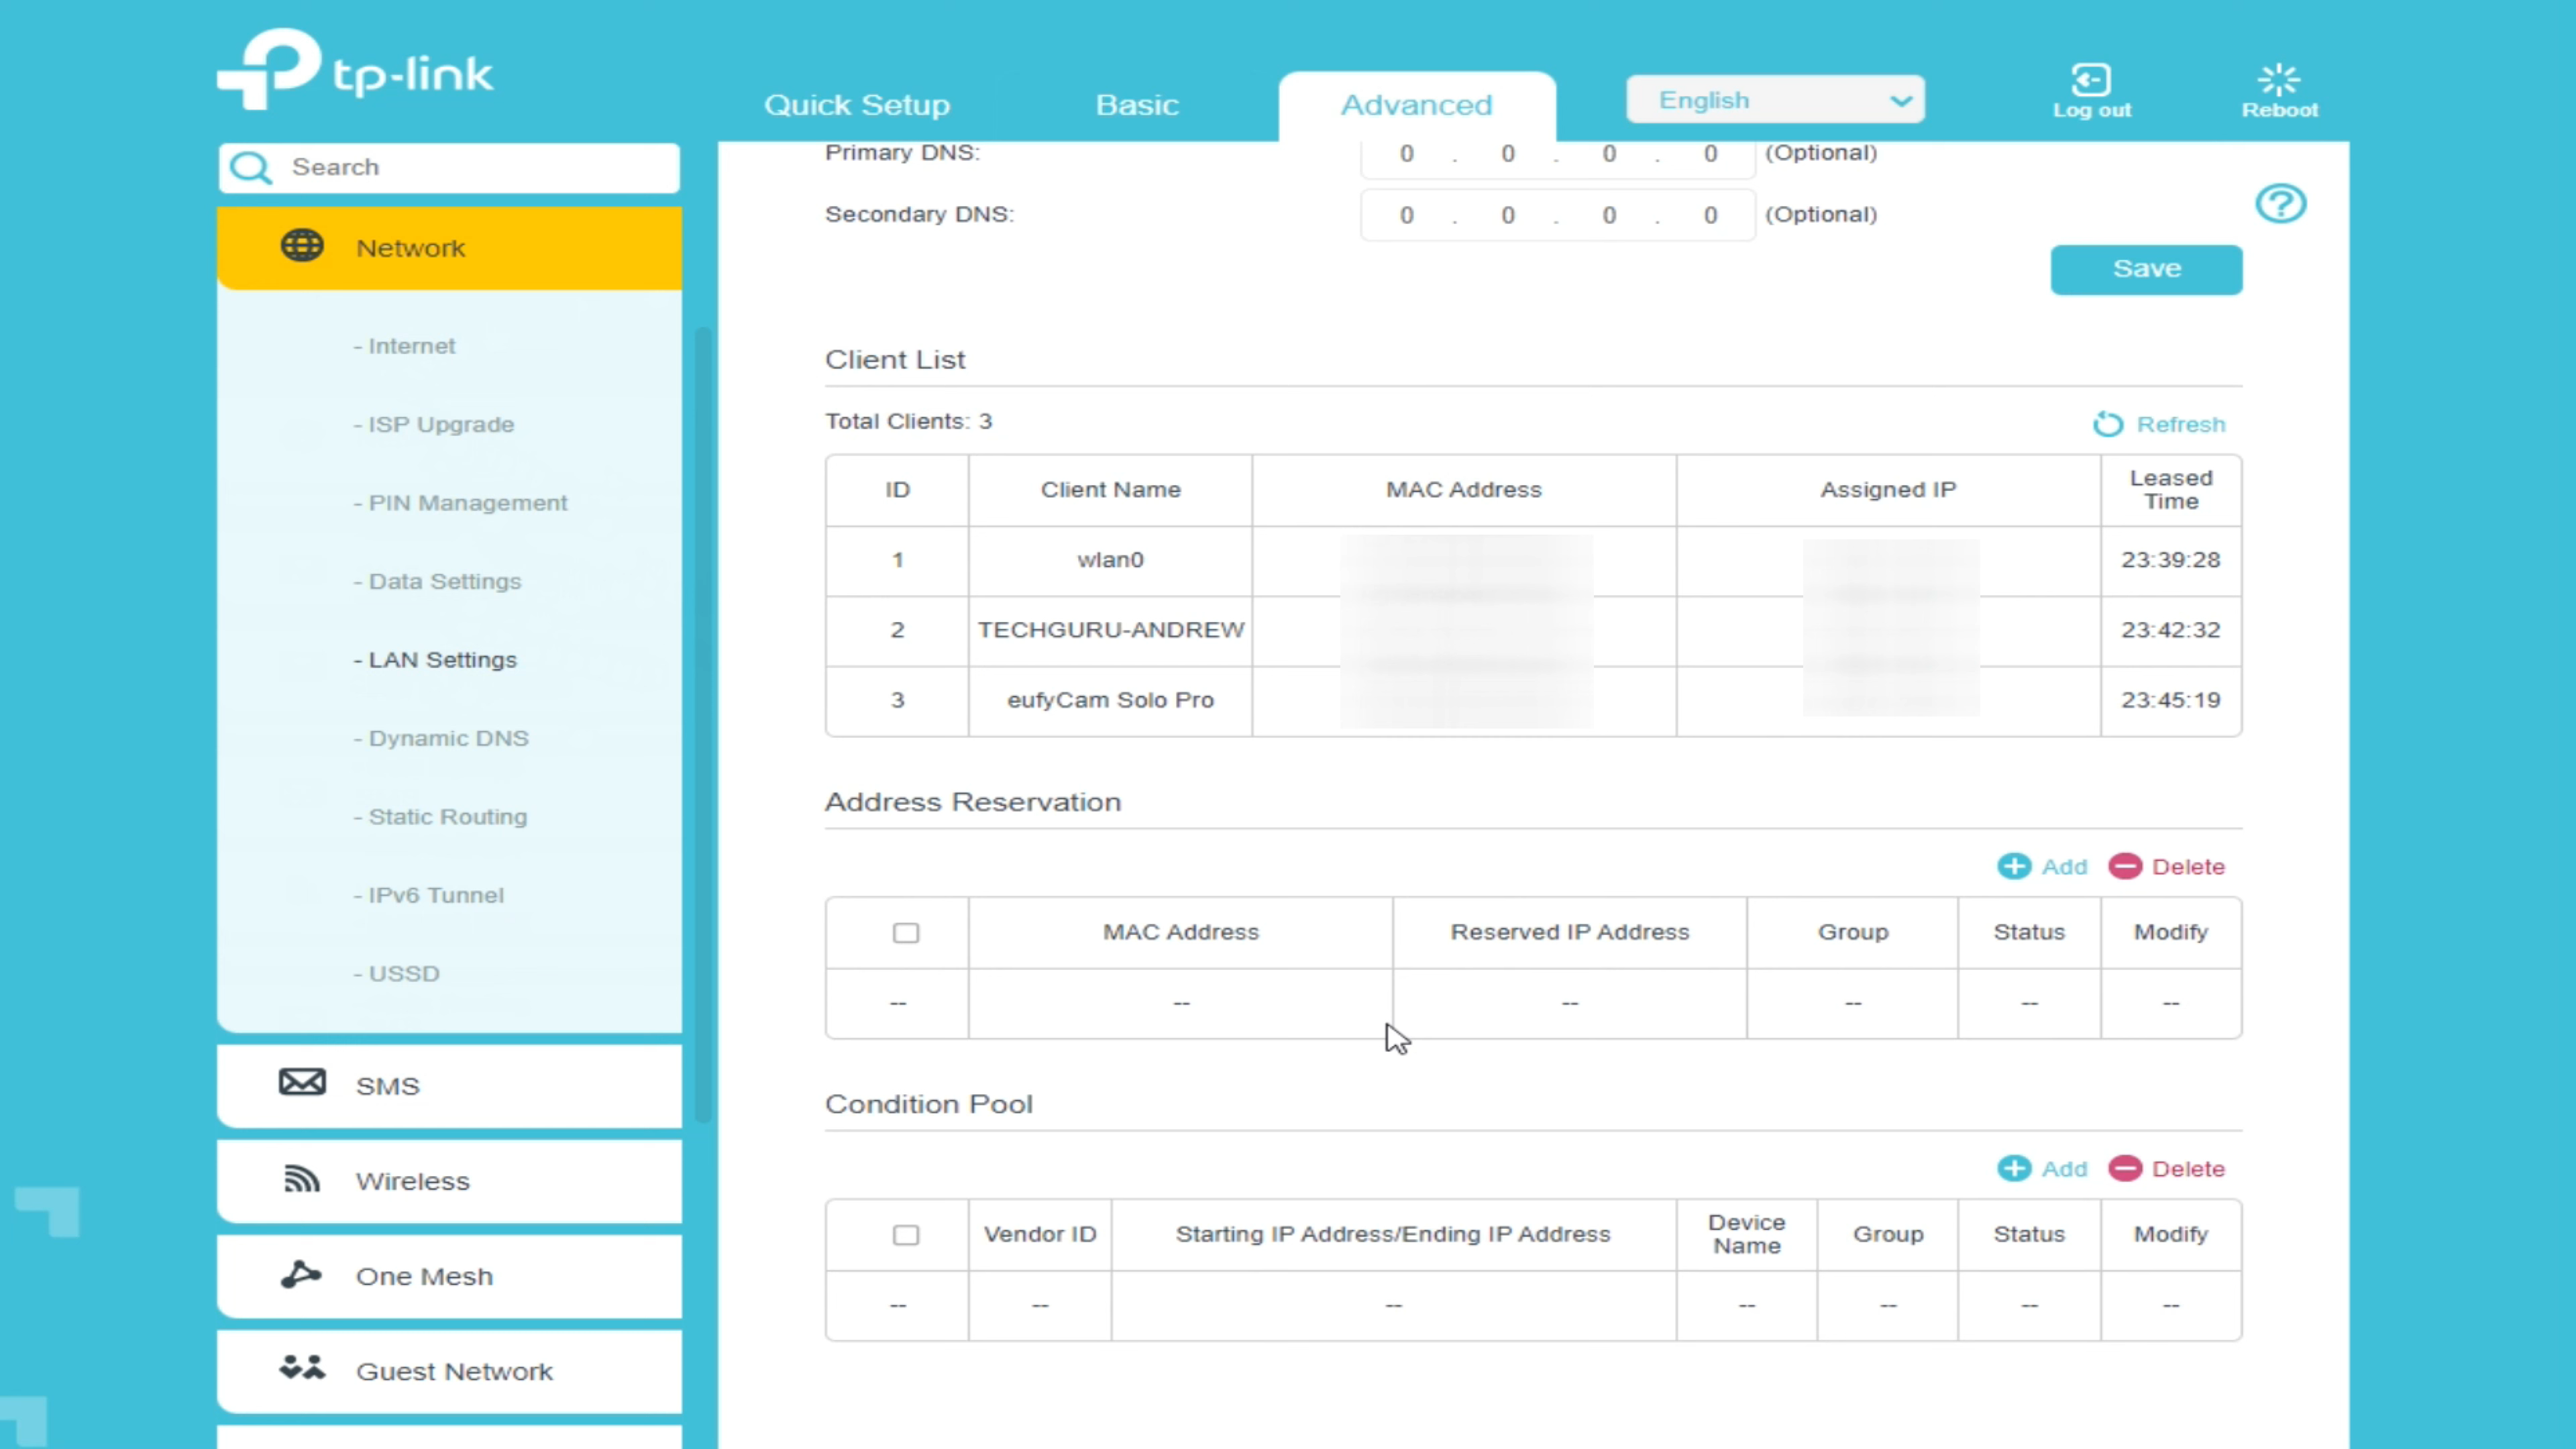 tp-link
Quick Setup Basic Advanced English Log out Reboot
Search
Network
- Internet
- ISP Upgrade
- PIN Management
- Data Settings
- LAN Settings
- Dynamic DNS
- Static Routing
- IPv6 Tunnel
- USSD
SMS
Wireless
One Mesh
Guest Network
Primary DNS: 0 . 0 . 0 . 0 (Optional)
Secondary DNS: 0 . 0 . 0 . 0 (Optional)
?
Save
Client List
Total Clients: 3 Refresh
ID Client Name MAC Address Assigned IP Leased Time
1 wlan0 23:39:28
2 TECHGURU-ANDREW 23:42:32
3 eufyCam Solo Pro 23:45:19
Address Reservation
Add Delete
MAC Address Reserved IP Address Group Status Modify
-- -- -- -- -- --
Condition Pool
Add Delete
Vendor ID Starting IP Address/Ending IP Address Device Name Group Status Modify
-- -- -- -- -- -- --